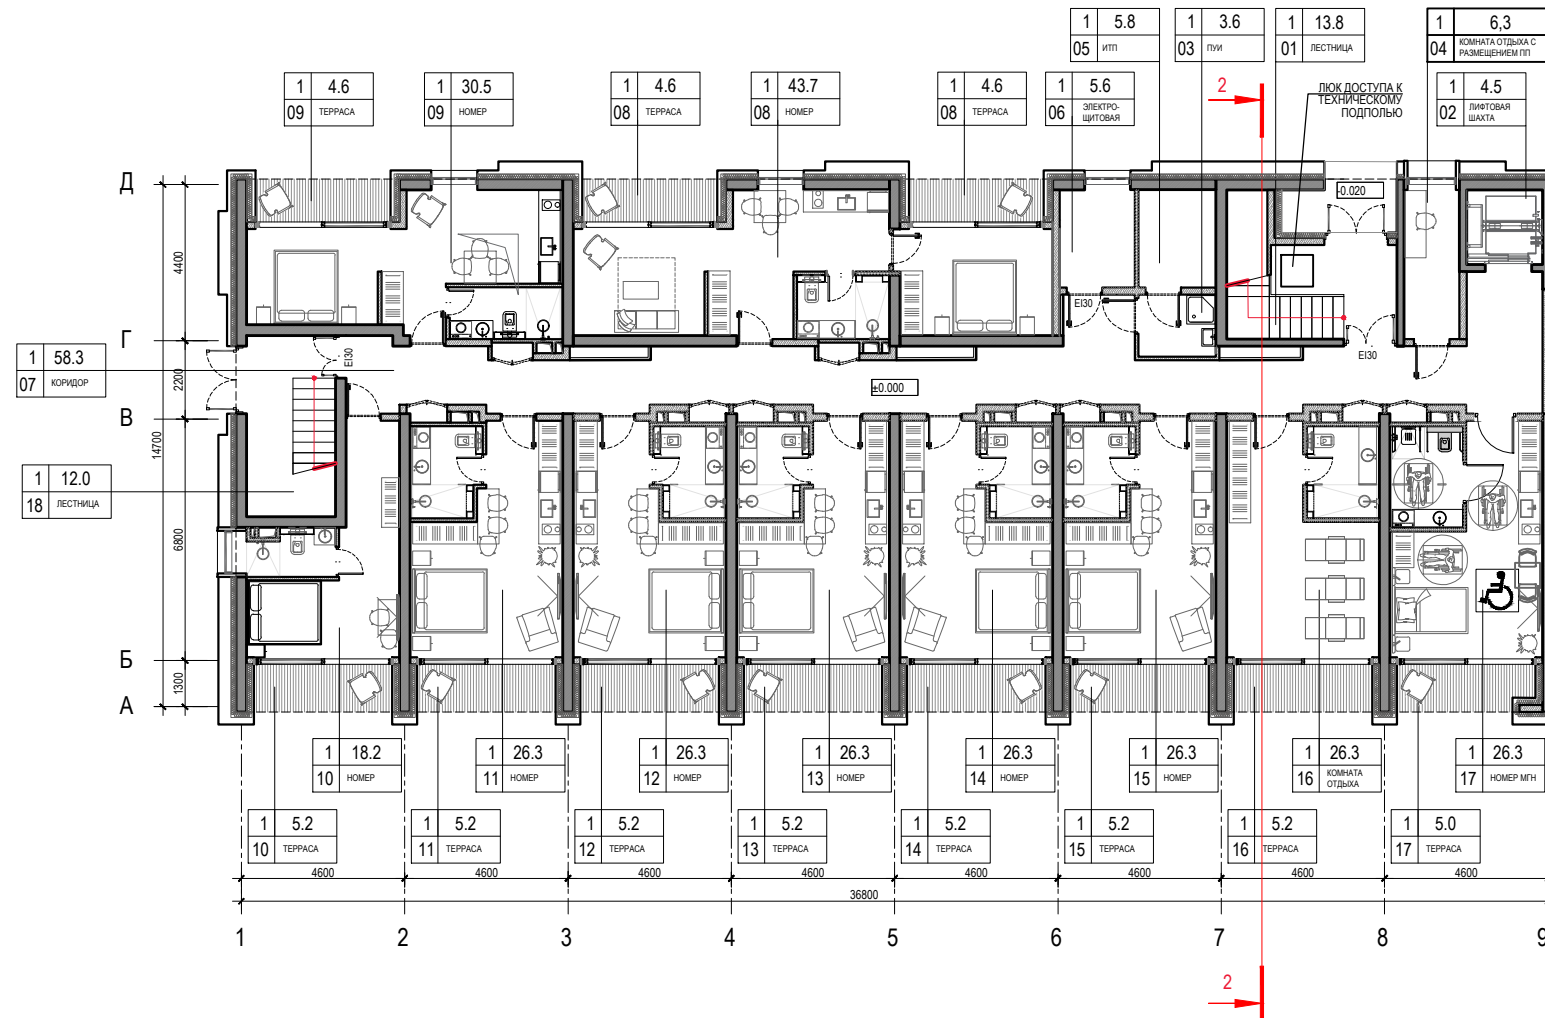 1 5.8
05 ИТП
1 3.6
03 ПУИ
1 13.8
01 ЛЕСТНИЦА
1 6,3
04 КОМНАТА ОТДЫХА С
РАЗМЕЩЕНИЕМ ПП
1 4.6
09 ТЕРРАСА
1 30.5
09 НОМЕР
1 4.6
08 ТЕРРАСА
1 43.7
08 НОМЕР
1 4.6
08 ТЕРРАСА
1 5.6
06 ЭЛЕКТРО-
ЩИТОВАЯ
2
ЛЮК ДОСТУПА К
ТЕХНИЧЕСКОМУ
ПОДПОЛЬЮ
1 4.5
02 ЛИФТОВАЯ
ШАХТА
Д
-0.020
4400
EI30
Г
EI30
EI30
1 58.3
07 КОРИДОР
2200
±0.000
В
14700
1 12.0
18 ЛЕСТНИЦА
6800
Б
1300
А
1 18.2
10 НОМЕР
1 26.3
11 НОМЕР
1 26.3
12 НОМЕР
1 26.3
13 НОМЕР
1 26.3
14 НОМЕР
1 26.3
15 НОМЕР
1 26.3
16 КОМНАТА
ОТДЫХА
1 26.3
17 НОМЕР МГН
1 5.2
10 ТЕРРАСА
1 5.2
11 ТЕРРАСА
1 5.2
12 ТЕРРАСА
1 5.2
13 ТЕРРАСА
1 5.2
14 ТЕРРАСА
1 5.2
15 ТЕРРАСА
1 5.2
16 ТЕРРАСА
1 5.0
17 ТЕРРАСА
4600 4600 4600 4600 4600 4600 4600 4600
36800
1 2 3 4 5 6 7 8 9
2